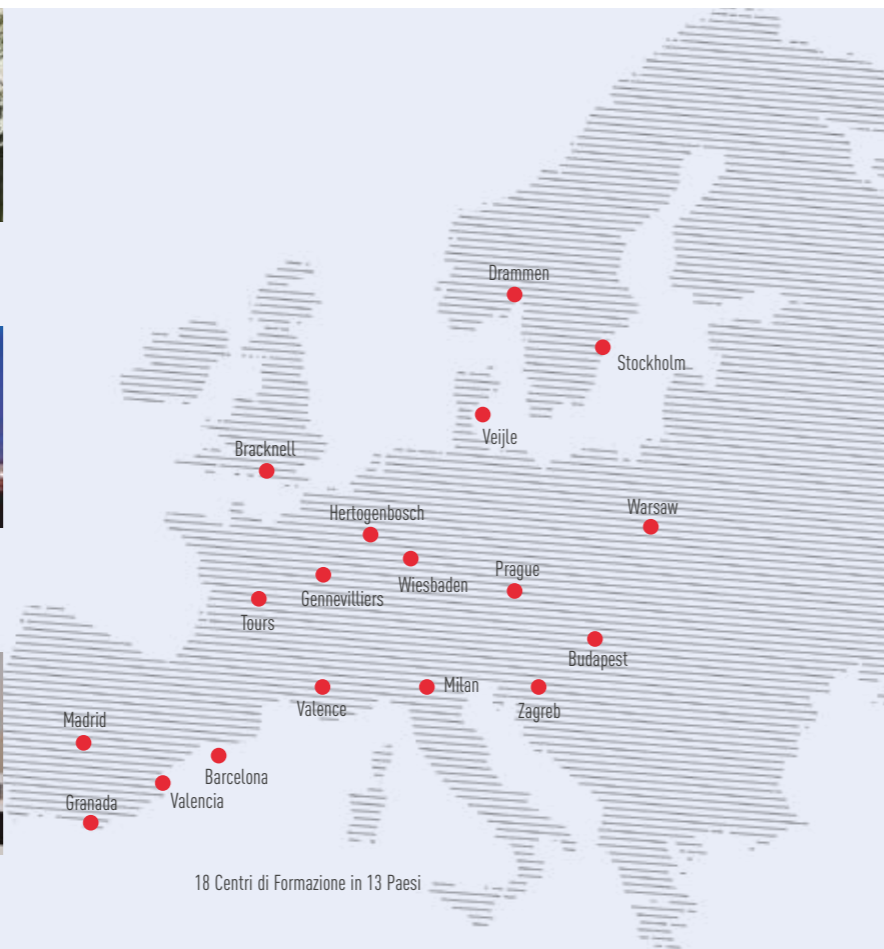 Drammen
Stockholm
Veijle
Bracknell
Warsaw
Hertogenbosch
Prague
Wiesbaden
Gennevilliers
Tours
Budapest
Milan
Valence
Zagreb
Madrid
Barcelona
Valencia
Granada
18 Centri di Formazione in 13 Paesi